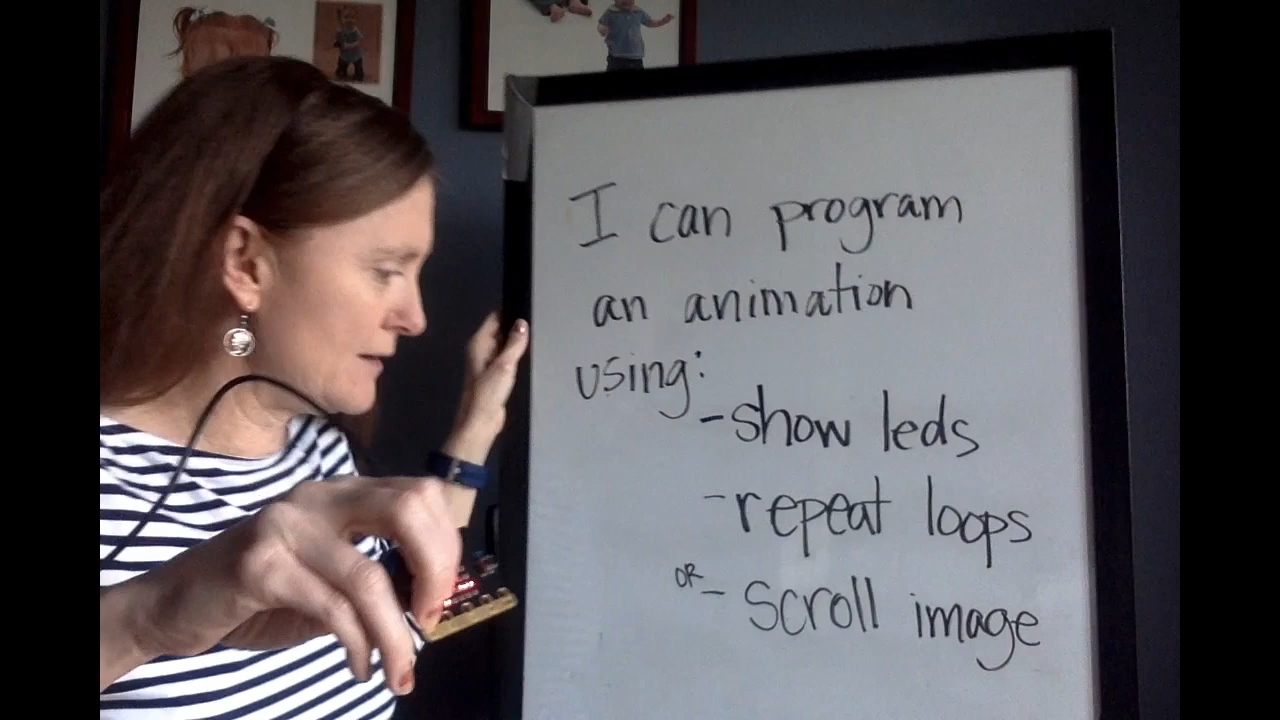 I can program
an animation
using:
- show leds
- repeat loops
OR - scroll image